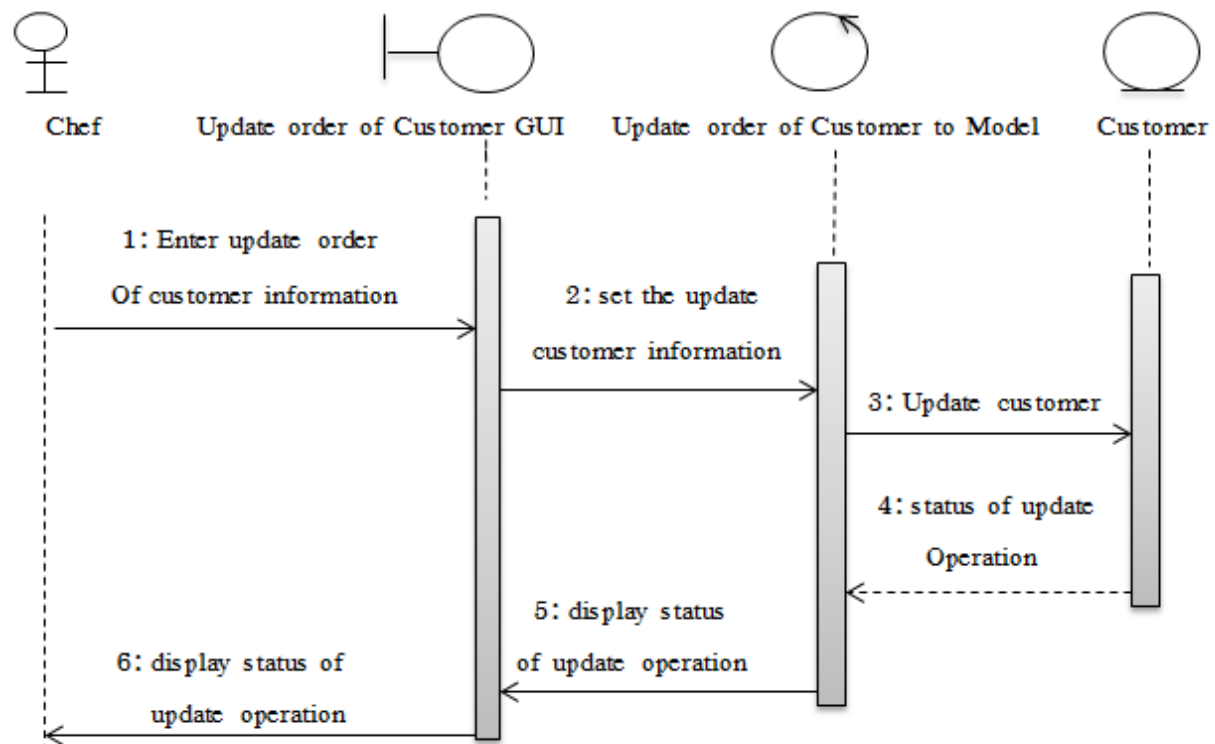 Chef
Update order of Customer GUI
Update order of Customer to Model
Customer
1: Enter update order
Of customer information
2: set the update
customer information
3: Update customer
4: status of update
Operation
5: display status
of update operation
6: display status of
update operation